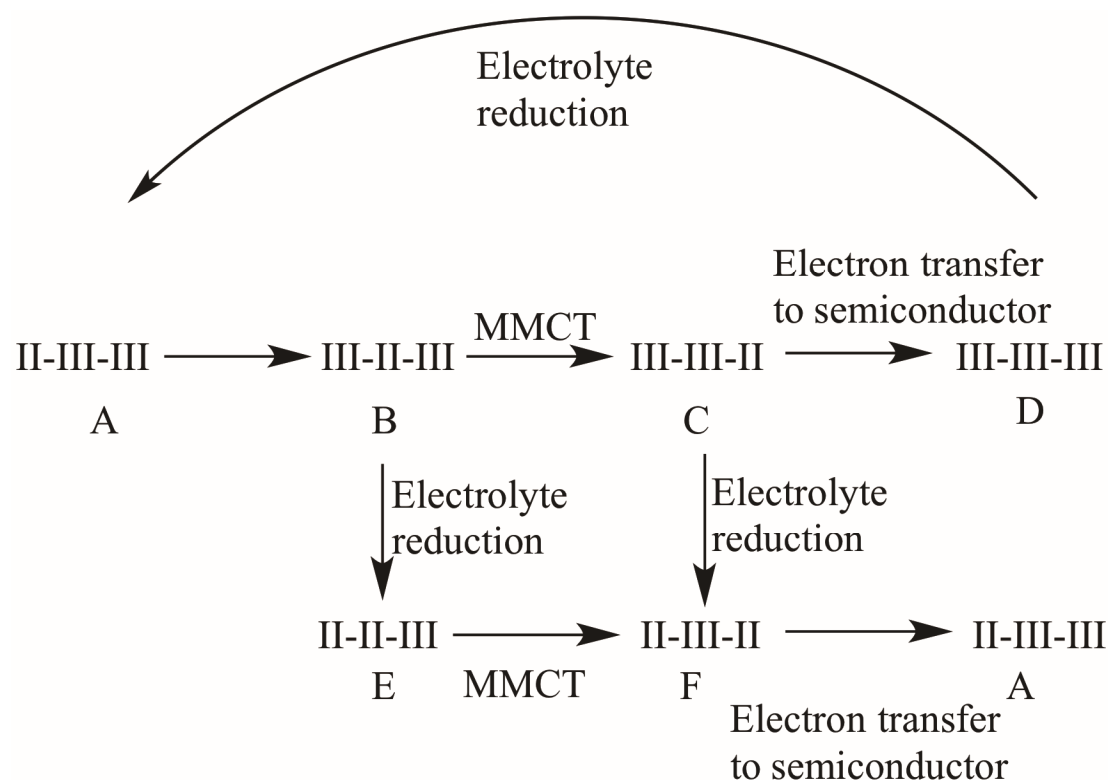 Electrolyte
reduction
Electron transfer
to semiconductor
MMCT
II-III-III
III-II-III
III-III-II
III-III-III
A
B
C
D
Electrolyte
reduction
Electrolyte
reduction
II-II-III
II-III-II
II-III-III
E
MMCT
F
A
Electron transfer
to semiconductor